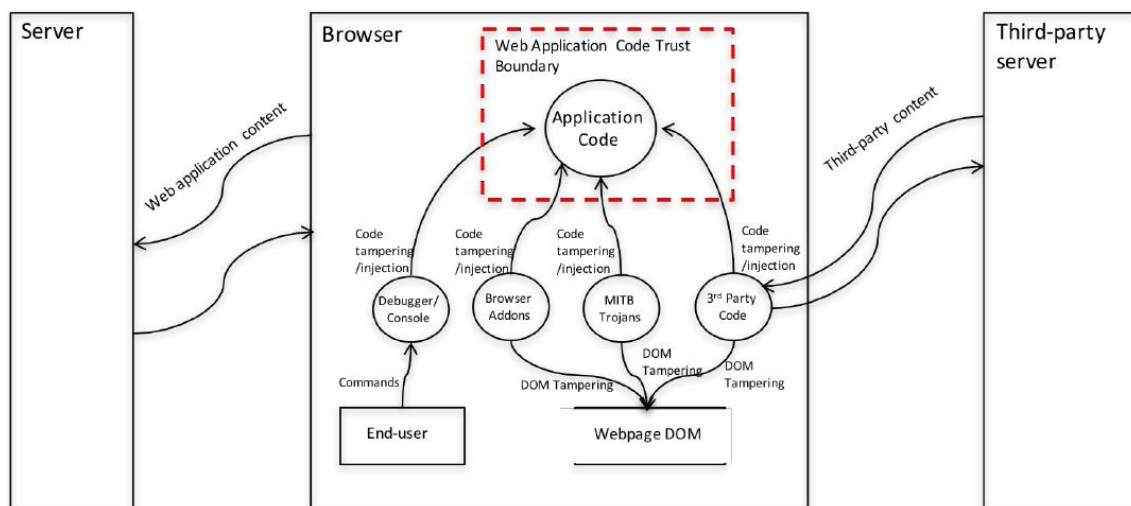 Server
Browser
Third-party
server
Web Application Code Trust
Boundary
Application
Code
Web application content
Third-party content
Code
tampering
/injection
Code
tampering
/injection
Code
tampering
/injection
Code
tampering
/injection
Debugger/
Console
Browser
Addons
MITB
Trojans
3rd Party
Code
Commands
DOM Tampering
DOM
Tampering
DOM
Tampering
End-user
Webpage DOM